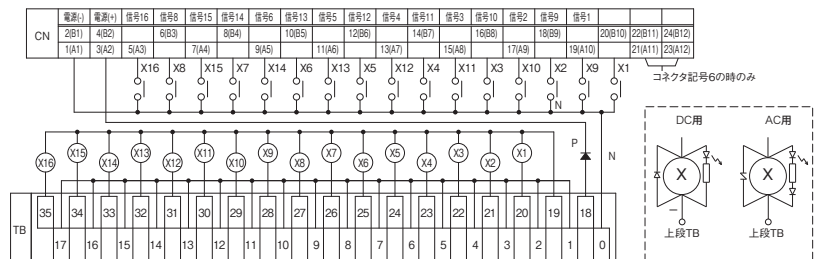 電源(-) 電源(+) 信号16 信号8 信号15 信号14 信号6 信号13 信号5 信号12 信号4 信号11 信号3 信号10 信号2 信号9 信号1
CN 2(B1) 4(B2) 6(B3) 8(B4) 10(B5) 12(B6) 14(B7) 16(B8) 18(B9) 20(B10) 22(B11) 24(B12)
1(A1) 3(A2) 5(A3) 7(A4) 9(A5) 11(A6) 13(A7) 15(A8) 17(A9) 19(A10) 21(A11) 23(A12)
X16 X8 X15 X7 X14 X6 X13 X5 X12 X4 X11 X3 X10 X2 X9 X1
コネクタ記号6の時のみ
N
DC用 AC用
P N
X16 X15 X14 X13 X12 X11 X10 X9 X8 X7 X6 X5 X4 X3 X2 X1
X X
TB 35 34 33 32 31 30 29 28 27 26 25 24 23 22 21 20 19 18
−
上段TB 上段TB
17 16 15 14 13 12 11 10 9 8 7 6 5 4 3 2 1 0